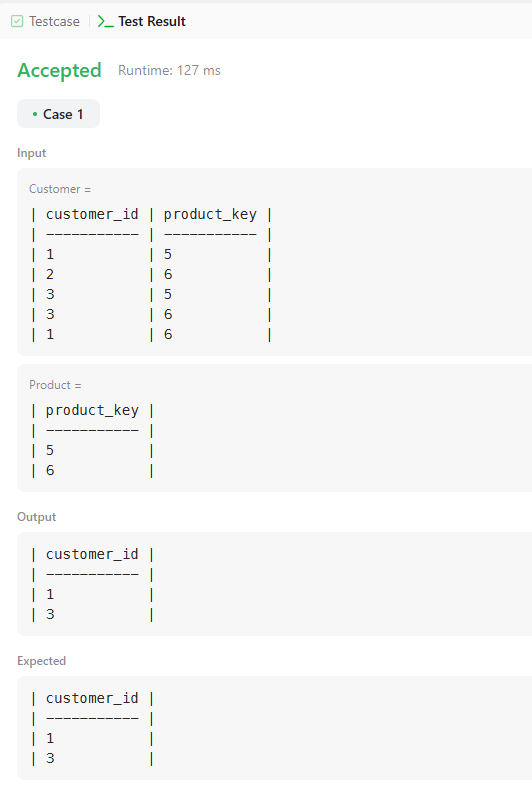 Testcase | Test Result
Accepted Runtime: 127 ms
• Case 1
Input
Customer =
| customer_id | product_key |
| ----------- | ----------- |
| 1           | 5           |
| 2           | 6           |
| 3           | 5           |
| 3           | 6           |
| 1           | 6           |
Product =
| product_key |
| ----------- |
| 5           |
| 6           |
Output
| customer_id |
| ----------- |
| 1           |
| 3           |
Expected
| customer_id |
| ----------- |
| 1           |
| 3           |